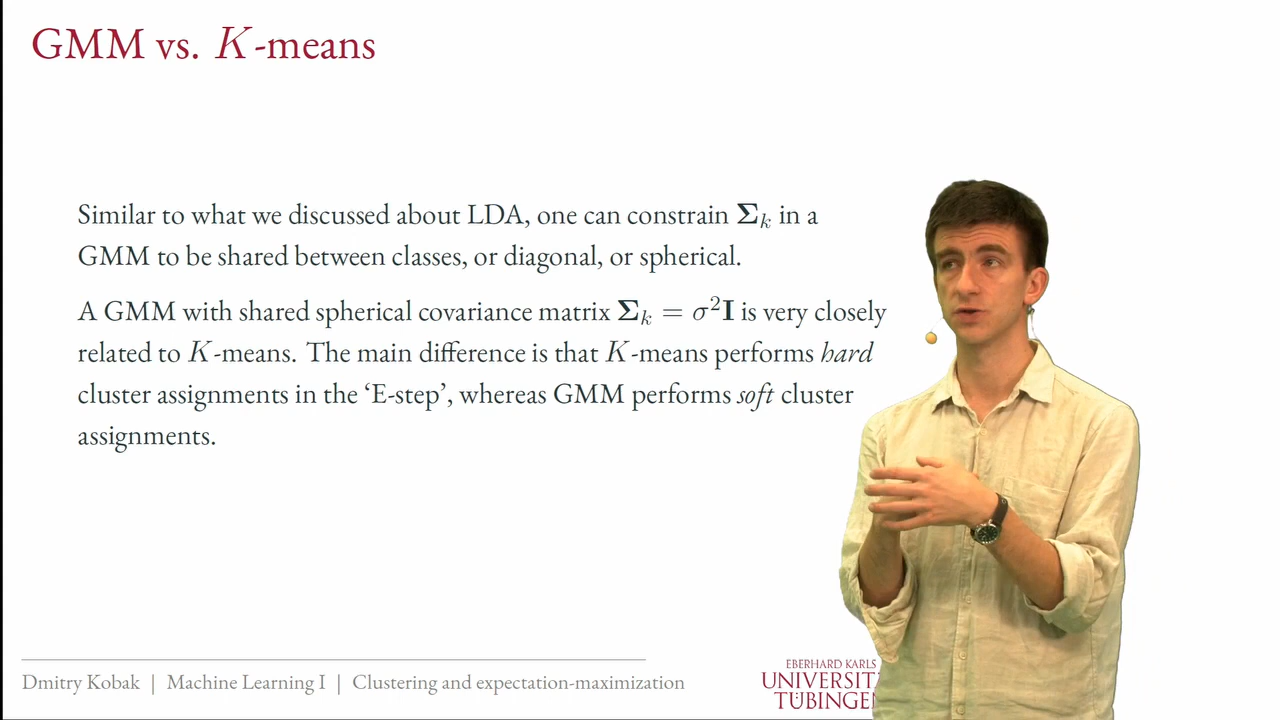 GMM vs. K-means
Similar to what we discussed about LDA, one can constrain Σₖ in a
GMM to be shared between classes, or diagonal, or spherical.
A GMM with shared spherical covariance matrix Σₖ = σ²I is very closely
related to K-means. The main difference is that K-means performs hard
cluster assignments in the ‘E-step’, whereas GMM performs soft cluster
assignments.
Dmitry Kobak | Machine Learning I | Clustering and expectation-maximization
EBERHARD KARLS
UNIVERSIT
TÜBINGEN